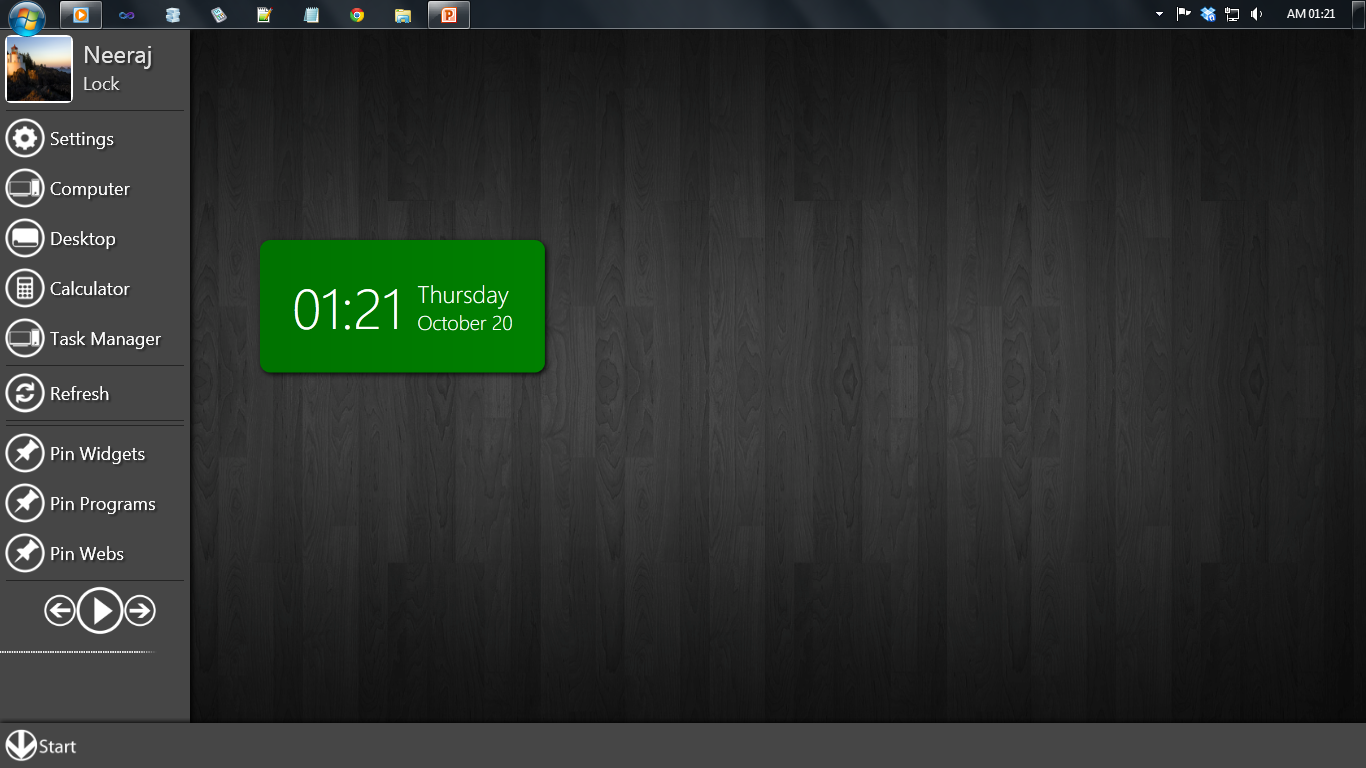 AM 01:21
Neeraj
Lock
Settings
Computer
Desktop
Calculator
Task Manager
Refresh
Pin Widgets
Pin Programs
Pin Webs
01:21
Thursday
October 20
Start